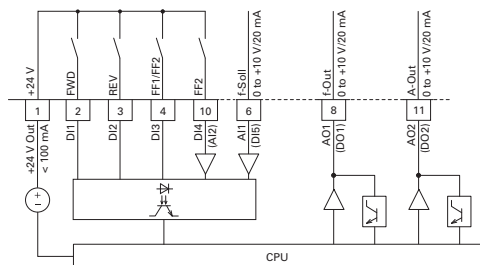 +24 V
FWD
REV
FF1/FF2
FF2
f-Soll
0 to +10 V/20 mA
f-Out
0 to +10 V/20 mA
A-Out
0 to +10 V/20 mA
1
2
3
4
10
6
8
11
+24 V Out
< 100 mA
DI1
DI2
DI3
DI4
(AI2)
AI1
(DI5)
AO1
(DO1)
AO2
(DO2)
CPU